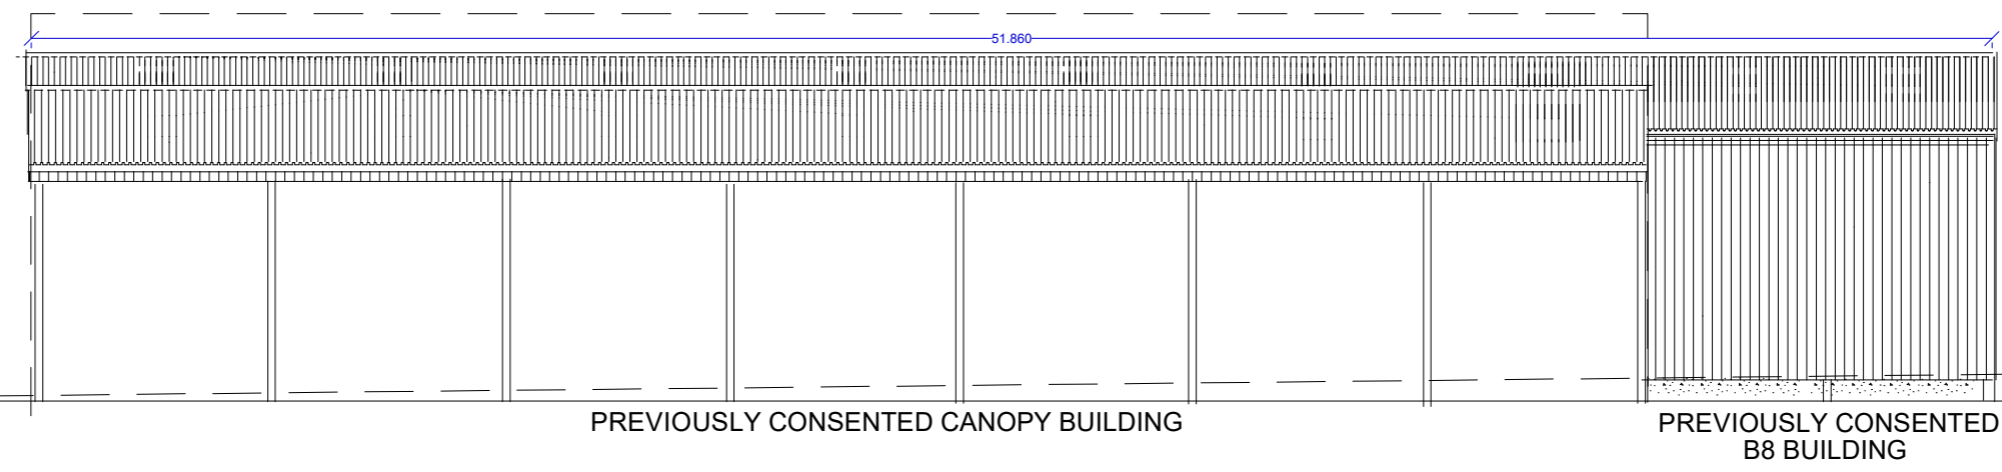 51.860
PREVIOUSLY CONSENTED CANOPY BUILDING
PREVIOUSLY CONSENTED
B8 BUILDING